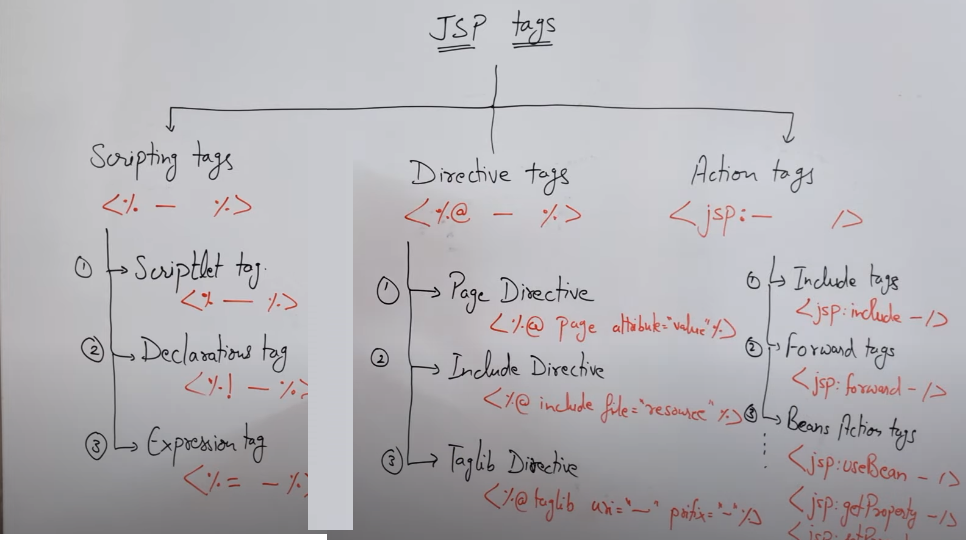 JSP tags
Scripting tags
<% — %>
① Scriptlet tag.
<% — %>
② Declarations tag
<%! — %>
③ Expression tag
<%= — %
Directive tags
<%@ — %>
① Page Directive
<%@ page attribute="value"%>
② Include Directive
<%@ include file="resource" %>
③ Taglib Directive
<%@ taglib uri="—" prefix="—"%>
Action tags
<jsp:— />
① Include tags
<jsp:include —/>
② Forward tags
<jsp:forward —/>
③ Beans Action tags
<jsp:useBean — />
<jsp:getProperty —/>